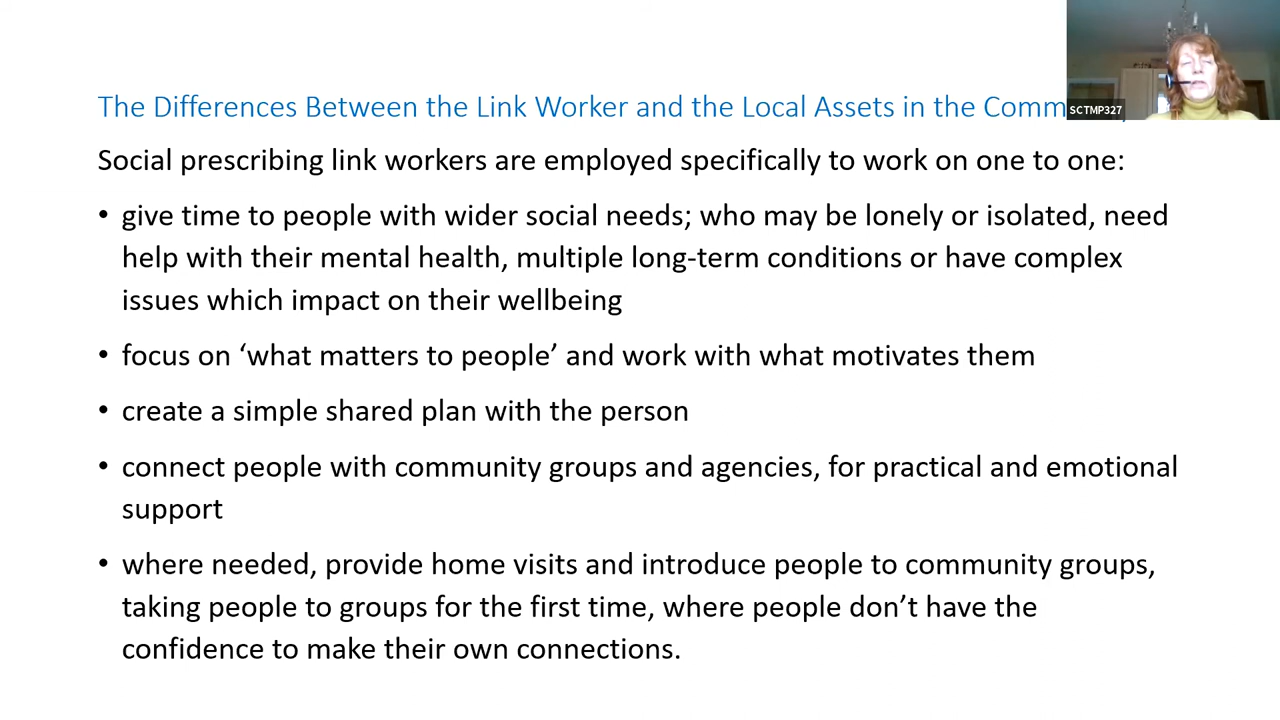 The Differences Between the Link Worker and the Local Assets in the Comm
SCTMP327
Social prescribing link workers are employed specifically to work on one to one:
• give time to people with wider social needs; who may be lonely or isolated, need
help with their mental health, multiple long-term conditions or have complex
issues which impact on their wellbeing
• focus on ‘what matters to people’ and work with what motivates them
• create a simple shared plan with the person
• connect people with community groups and agencies, for practical and emotional
support
• where needed, provide home visits and introduce people to community groups,
taking people to groups for the first time, where people don’t have the
confidence to make their own connections.